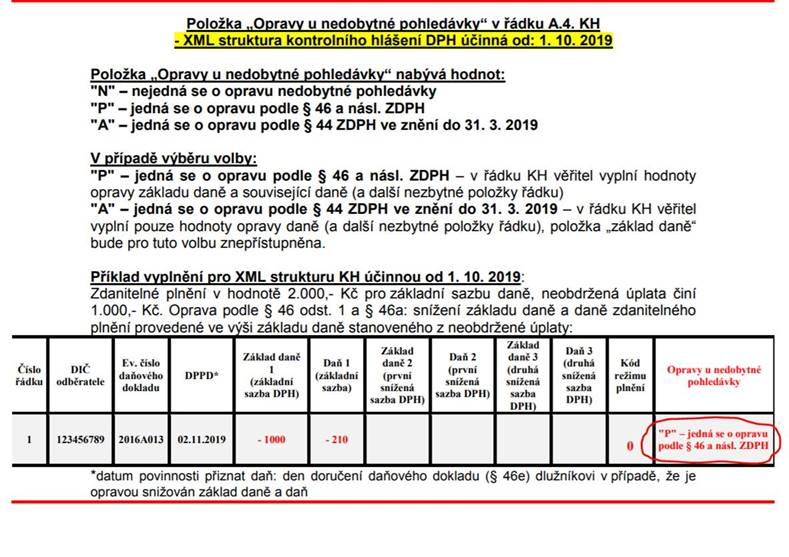 Položka „Opravy u nedobytné pohledávky“ v řádku A.4. KH
- XML struktura kontrolního hlášení DPH účinná od: 1. 10. 2019
Položka „Opravy u nedobytné pohledávky“ nabývá hodnot:
"N" – nejedná se o opravu nedobytné pohledávky
"P" – jedná se o opravu podle § 46 a násl. ZDPH
"A" – jedná se o opravu podle § 44 ZDPH ve znění do 31. 3. 2019
V případě výběru volby:
"P" – jedná se o opravu podle § 46 a násl. ZDPH – v řádku KH věřitel vyplní hodnoty
opravy základu daně a související daně (a další nezbytné položky řádku)
"A" – jedná se o opravu podle § 44 ZDPH ve znění do 31. 3. 2019 – v řádku KH věřitel
vyplní pouze hodnoty opravy daně (a další nezbytné položky řádku), položka „základ daně“
bude pro tuto volbu znepřístupněna.
Příklad vyplnění pro XML strukturu KH účinnou od 1. 10. 2019:
Zdanitelné plnění v hodnotě 2.000,- Kč pro základní sazbu daně, neobdržená úplata činí
1.000,- Kč. Oprava podle § 46 odst. 1 a § 46a: snížení základu daně a daně zdanitelného
plnění provedené ve výši základu daně stanoveného z neobdržené úplaty:
Číslo
řádku
DIČ
odběratele
Ev. číslo
daňového
dokladu
DPPD*
Základ daně
1
(základní
sazba DPH)
Daň 1
(základní
sazba)
Základ
daně 2
(první
snížená
sazba
DPH)
Daň 2
(první
snížená
sazba
DPH)
Základ
daně 3
(druhá
snížená
sazba
DPH)
Daň 3
(druhá
snížená
sazba
DPH)
Kód
režimu
plnění
Opravy u nedobytné
pohledávky
1
123456789
2016A013
02.11.2019
- 1000
- 210
0
"P" – jedná se o opravu
podle § 46 a násl. ZDPH
*datum povinnosti přiznat daň: den doručení daňového dokladu (§ 46e) dlužníkovi v případě, že je
opravou snižován základ daně a daň